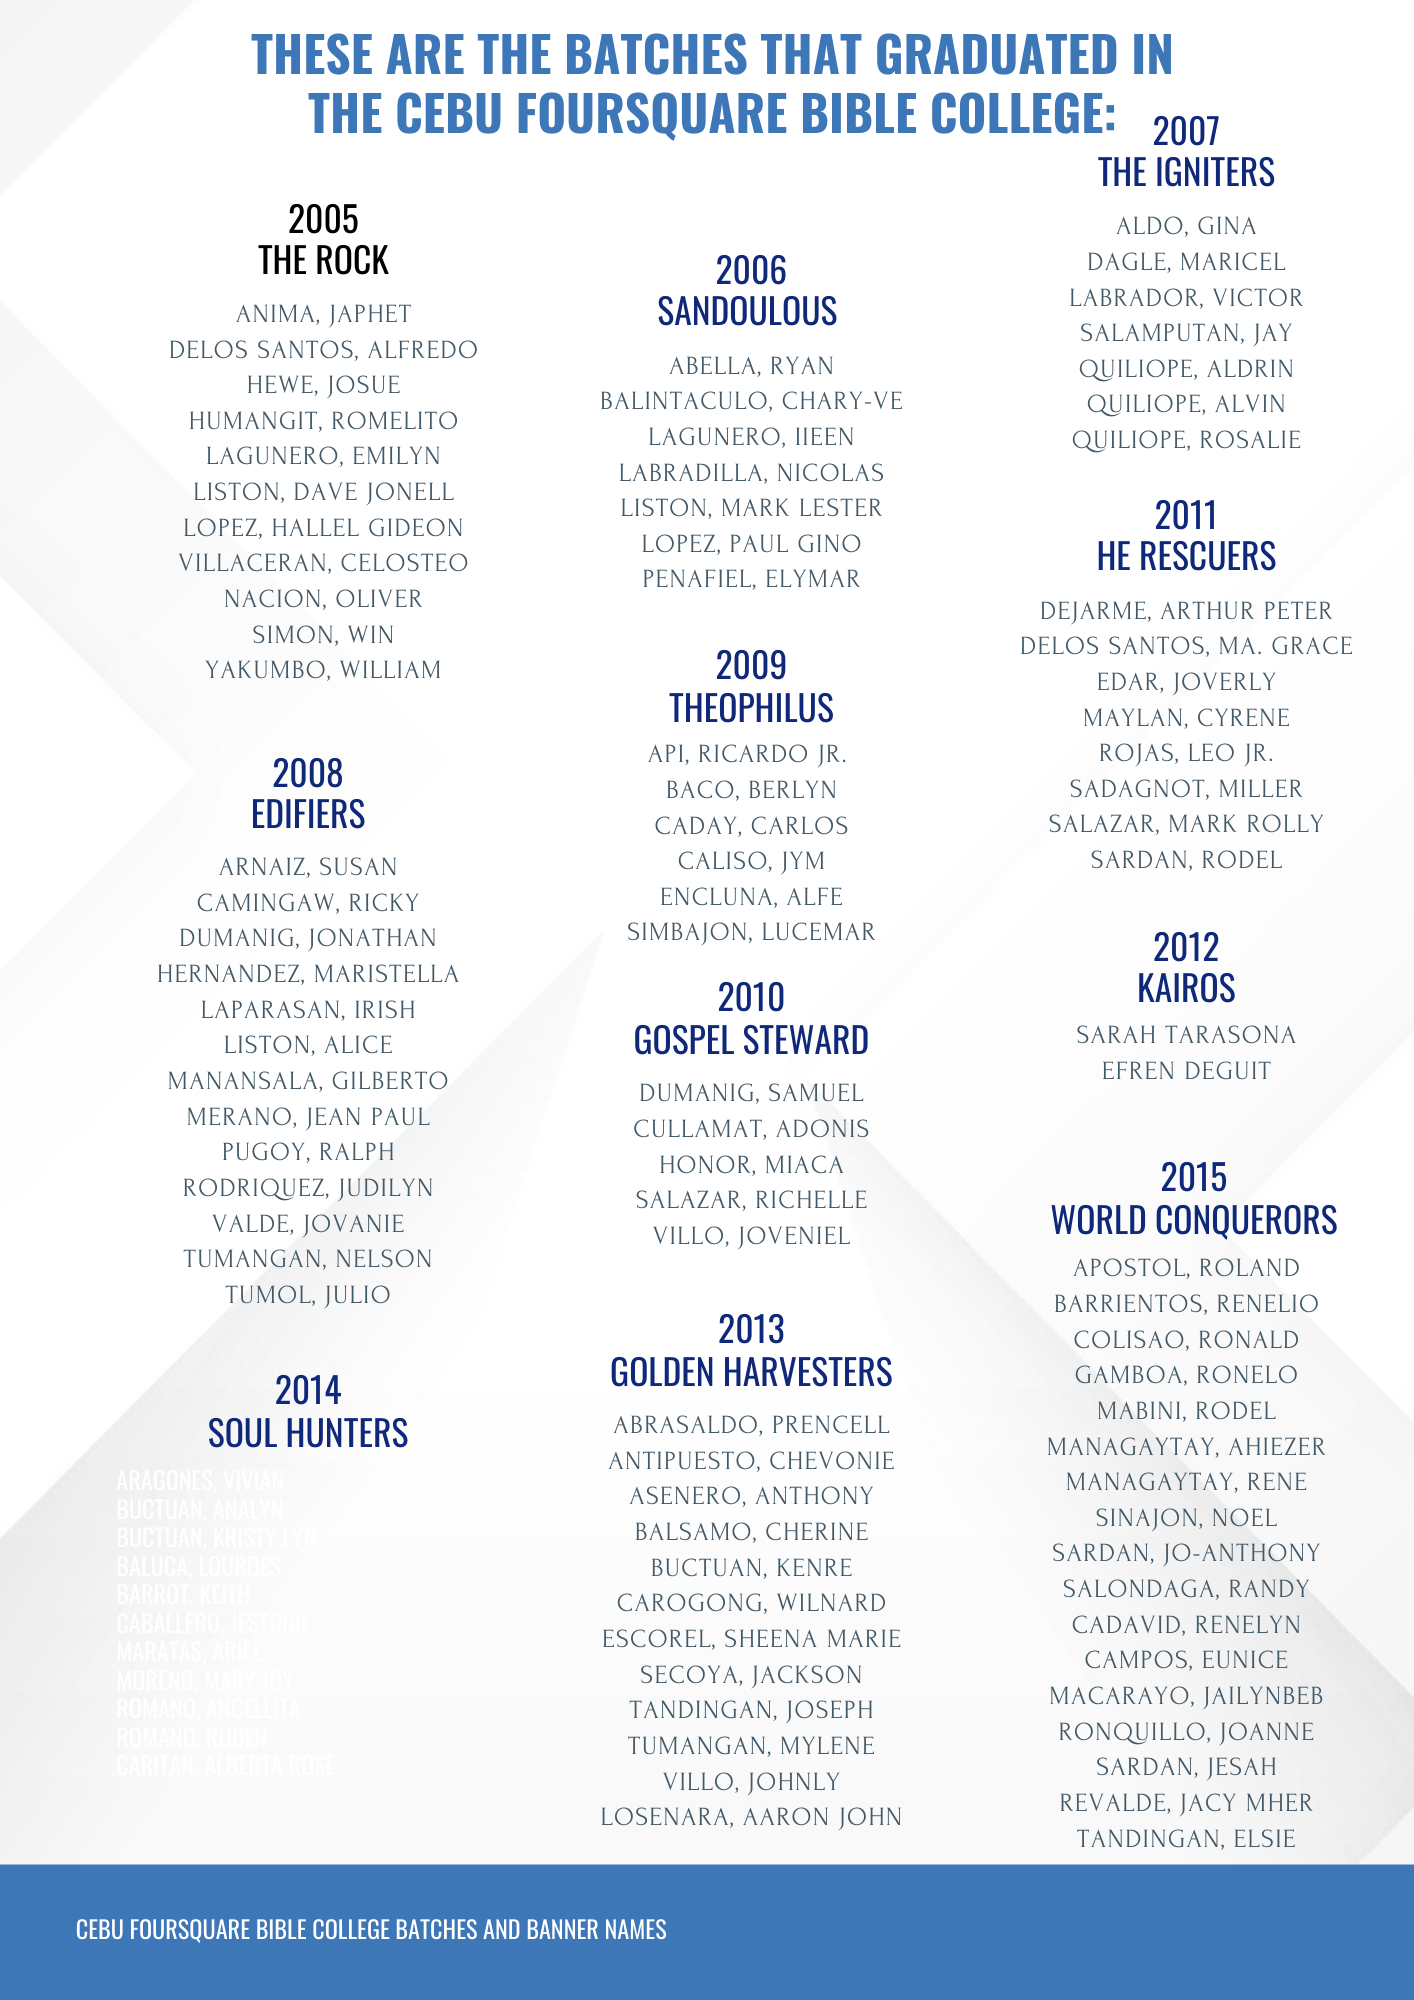 THESE ARE THE BATCHES THAT GRADUATED IN
THE CEBU FOURSQUARE BIBLE COLLEGE:
2005
THE ROCK
ANIMA, JAPHET
DELOS SANTOS, ALFREDO
HEWE, JOSUE
HUMANGIT, ROMELITO
LAGUNERO, EMILYN
LISTON, DAVE JONELL
LOPEZ, HALLEL GIDEON
VILLACERAN, CELOSTEO
NACION, OLIVER
SIMON, WIN
YAKUMBO, WILLIAM
2008
EDIFIERS
ARNAIZ, SUSAN
CAMINGAW, RICKY
DUMANIG, JONATHAN
HERNANDEZ, MARISTELLA
LAPARASAN, IRISH
LISTON, ALICE
MANANSALA, GILBERTO
MERANO, JEAN PAUL
PUGOY, RALPH
RODRIQUEZ, JUDILYN
VALDE, JOVANIE
TUMANGAN, NELSON
TUMOL, JULIO
2014
SOUL HUNTERS
ARAGONES, VIVIAN
BUCTUAN, ANALYN
BUCTUAN, KRISTY LYN
BALUCA, LOURDES
BARROT, KEITH
CABALLERO, JESTONIE
MARATAS, ARIEL
MORENO, MARY JOY
ROMANO, ANGELLITA
ROMANO, RUBEN
CARITAN, ALBERTA ROSE
2006
SANDOULOUS
ABELLA, RYAN
BALINTACULO, CHARY-VE
LAGUNERO, IIEEN
LABRADILLA, NICOLAS
LISTON, MARK LESTER
LOPEZ, PAUL GINO
PENAFIEL, ELYMAR
2009
THEOPHILUS
API, RICARDO JR.
BACO, BERLYN
CADAY, CARLOS
CALISO, JYM
ENCLUNA, ALFE
SIMBAJON, LUCEMAR
2010
GOSPEL STEWARD
DUMANIG, SAMUEL
CULLAMAT, ADONIS
HONOR, MIACA
SALAZAR, RICHELLE
VILLO, JOVENIEL
2013
GOLDEN HARVESTERS
ABRASALDO, PRENCELL
ANTIPUESTO, CHEVONIE
ASENERO, ANTHONY
BALSAMO, CHERINE
BUCTUAN, KENRE
CAROGONG, WILNARD
ESCOREL, SHEENA MARIE
SECOYA, JACKSON
TANDINGAN, JOSEPH
TUMANGAN, MYLENE
VILLO, JOHNLY
LOSENARA, AARON JOHN
2007
THE IGNITERS
ALDO, GINA
DAGLE, MARICEL
LABRADOR, VICTOR
SALAMPUTAN, JAY
QUILIOPE, ALDRIN
QUILIOPE, ALVIN
QUILIOPE, ROSALIE
2011
HE RESCUERS
DEJARME, ARTHUR PETER
DELOS SANTOS, MA. GRACE
EDAR, JOVERLY
MAYLAN, CYRENE
ROJAS, LEO JR.
SADAGNOT, MILLER
SALAZAR, MARK ROLLY
SARDAN, RODEL
2012
KAIROS
SARAH TARASONA
EFREN DEGUIT
2015
WORLD CONQUERORS
APOSTOL, ROLAND
BARRIENTOS, RENELIO
COLISAO, RONALD
GAMBOA, RONELO
MABINI, RODEL
MANAGAYTAY, AHIEZER
MANAGAYTAY, RENE
SINAJON, NOEL
SARDAN, JO-ANTHONY
SALONDAGA, RANDY
CADAVID, RENELYN
CAMPOS, EUNICE
MACARAYO, JAILYNBEB
RONQUILLO, JOANNE
SARDAN, JESAH
REVALDE, JACY MHER
TANDINGAN, ELSIE
CEBU FOURSQUARE BIBLE COLLEGE BATCHES AND BANNER NAMES